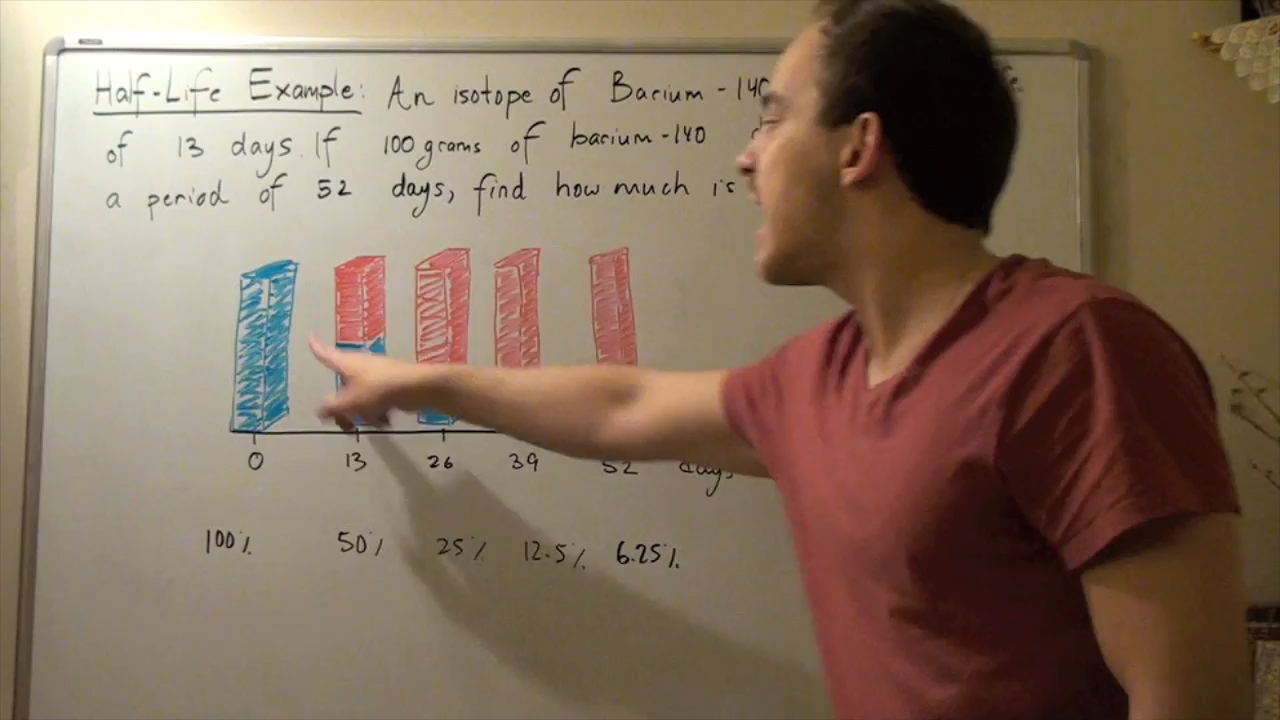 Half-Life Example: An isotope of Barium-140
of 13 days. If 100 grams of barium-140
a period of 52 days, find how much is
0 13 26 39 52 days
100% 50% 25% 12.5% 6.25%